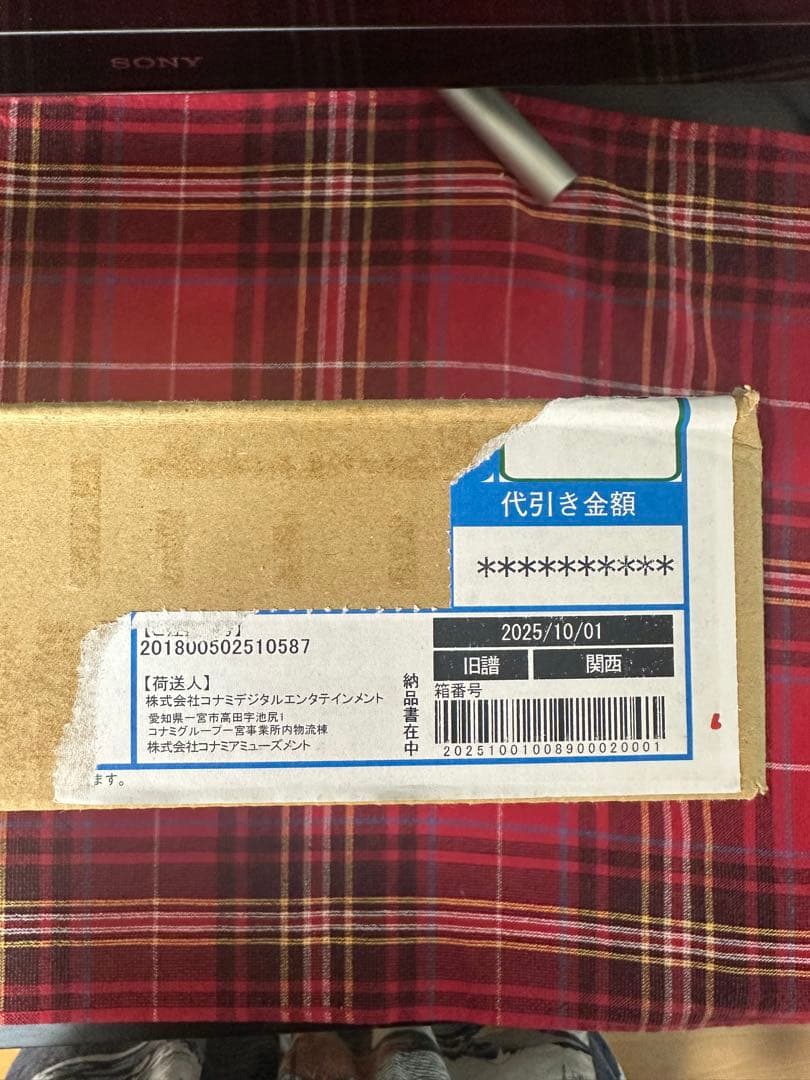 SONY
代引き金額
**********
201800502510587
【荷送人】
株式会社コナミデジタルエンタテインメント
愛知県一宮市高田字池尻1
コナミグループ一宮事業所内物流棟
株式会社コナミアミューズメント
納品書在中
2025/10/01
旧譜
関西
箱番号
20251001008900020001
ます。